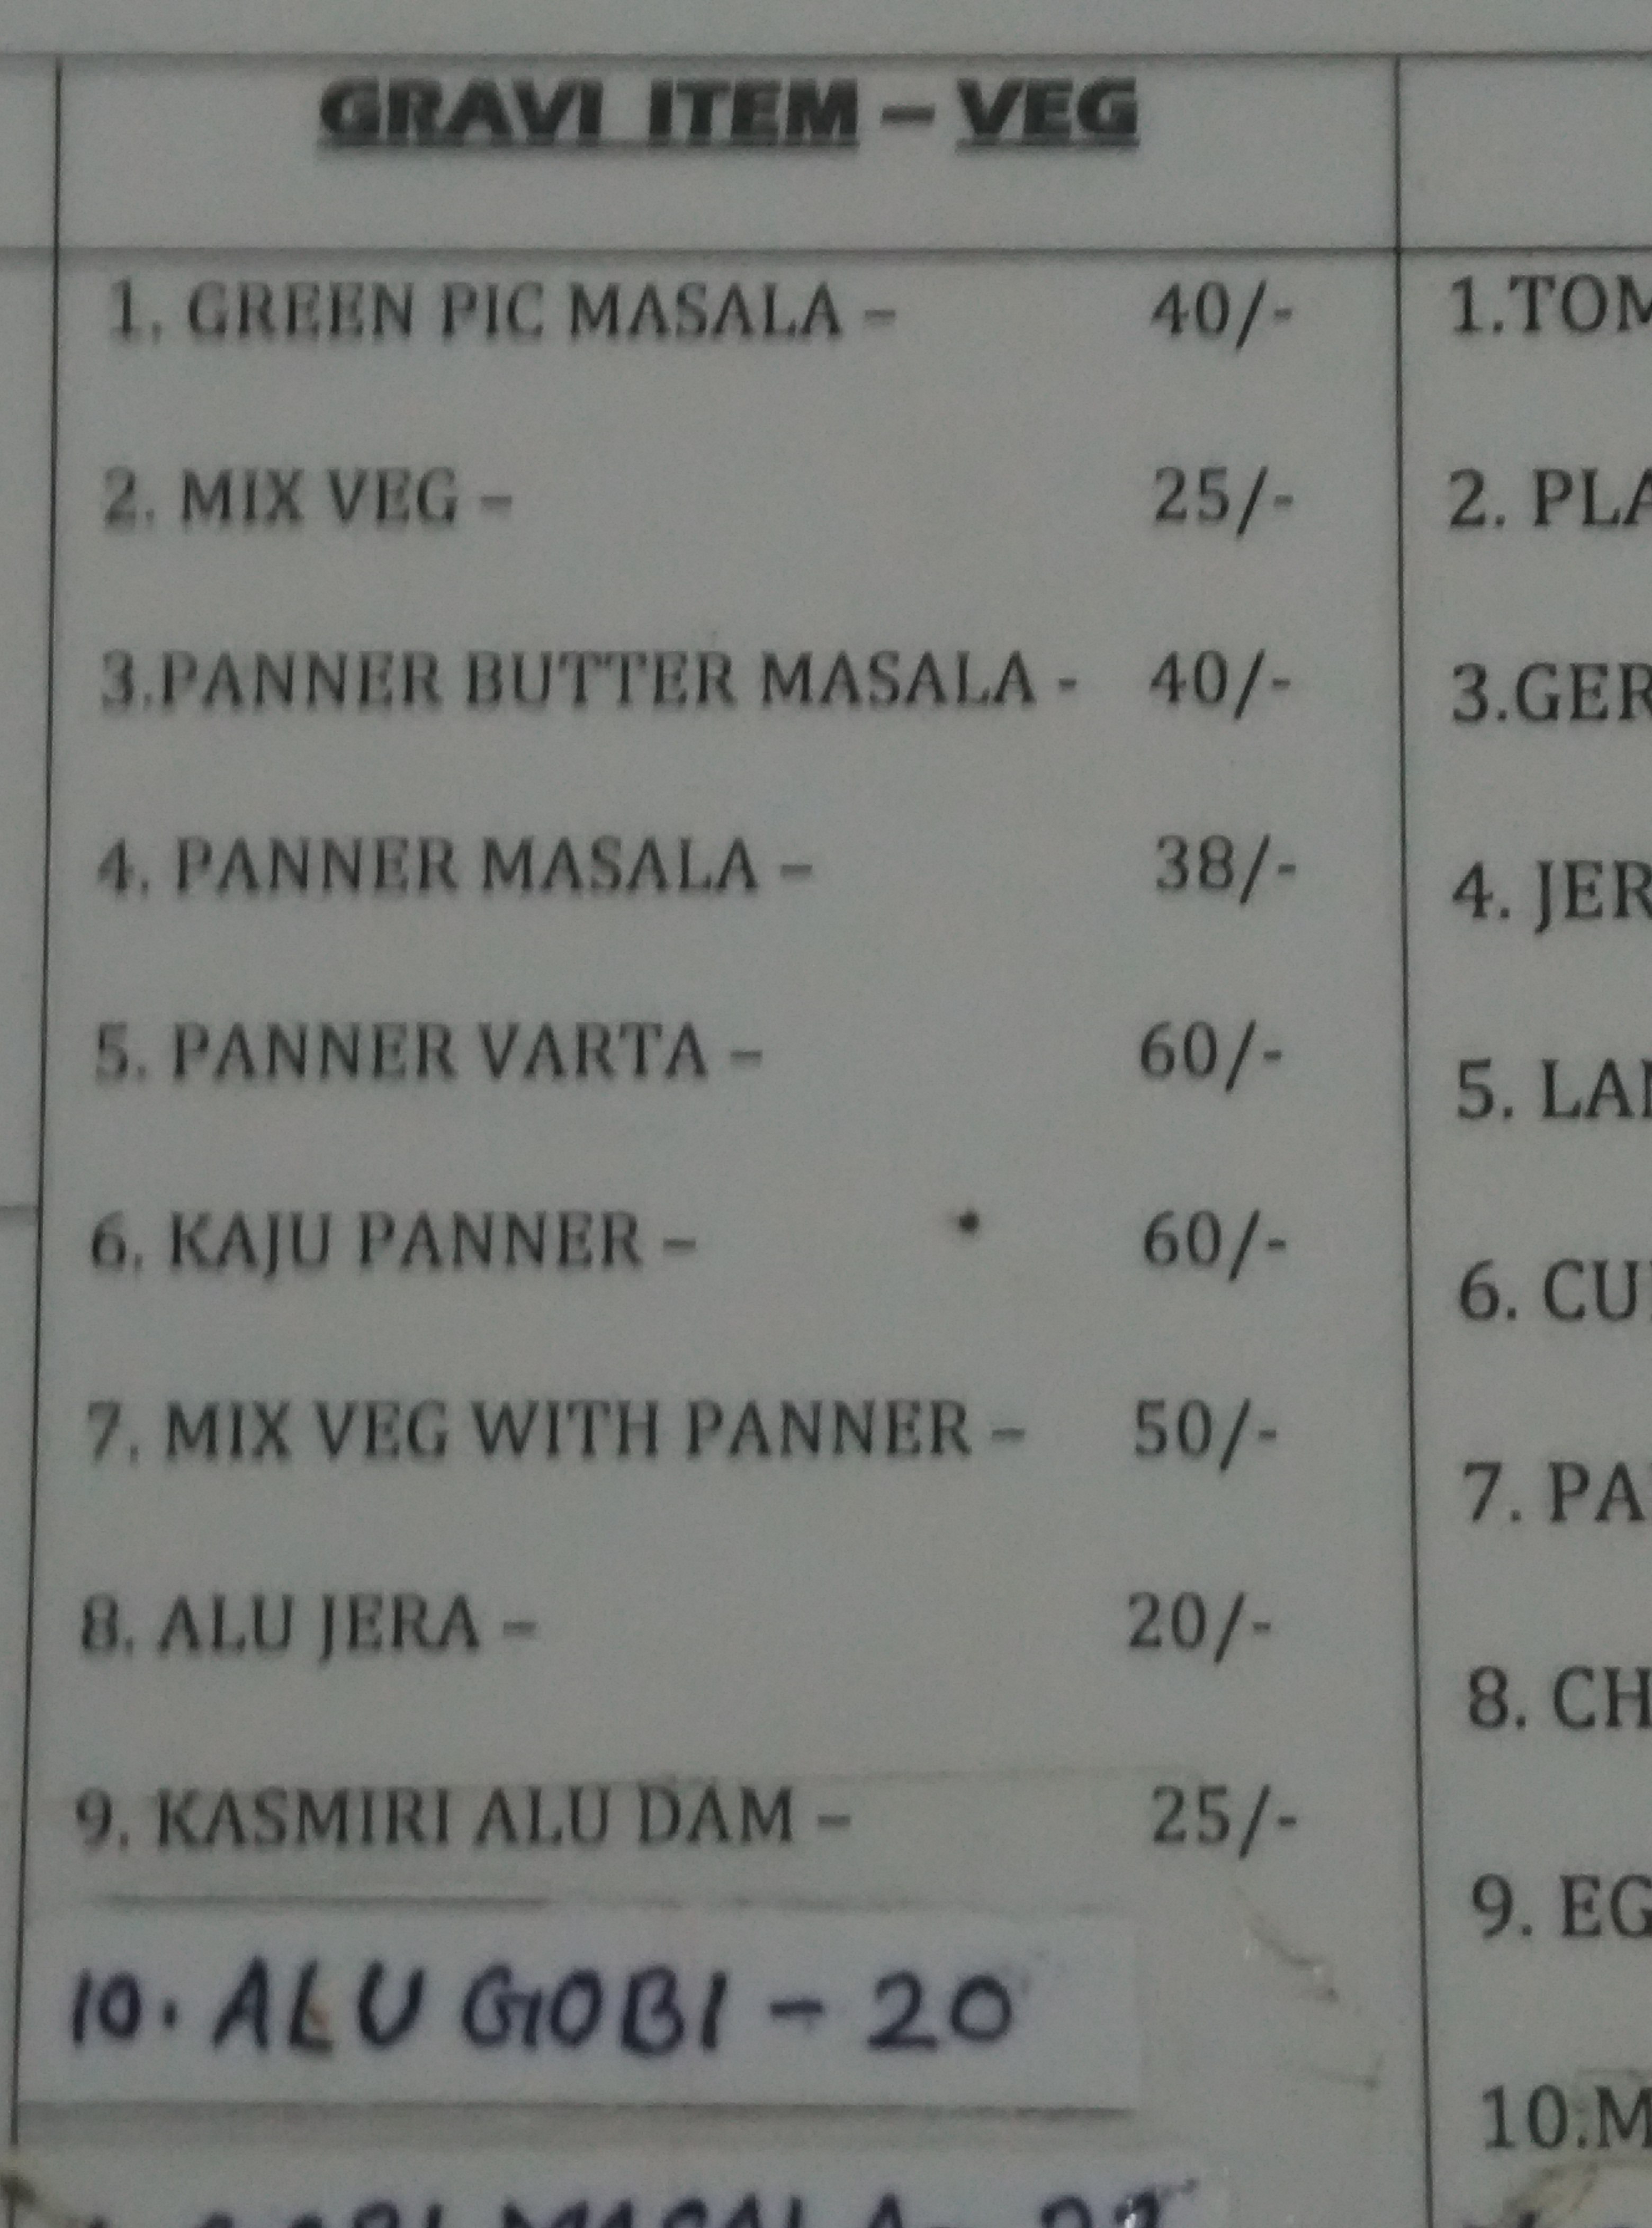 GRAVI ITEM – VEG
1. GREEN PIC MASALA – 40/-
2. MIX VEG – 25/-
3.PANNER BUTTER MASALA - 40/-
4. PANNER MASALA – 38/-
5. PANNER VARTA – 60/-
6. KAJU PANNER – 60/-
7. MIX VEG WITH PANNER – 50/-
8. ALU JERA – 20/-
9. KASMIRI ALU DAM – 25/-
10. ALU GOBI – 20
MASALA
1.TOM
2. PLA
3.GER
4. JER
5. LA
6. CU
7. PA
8. CH
9. EG
10.M